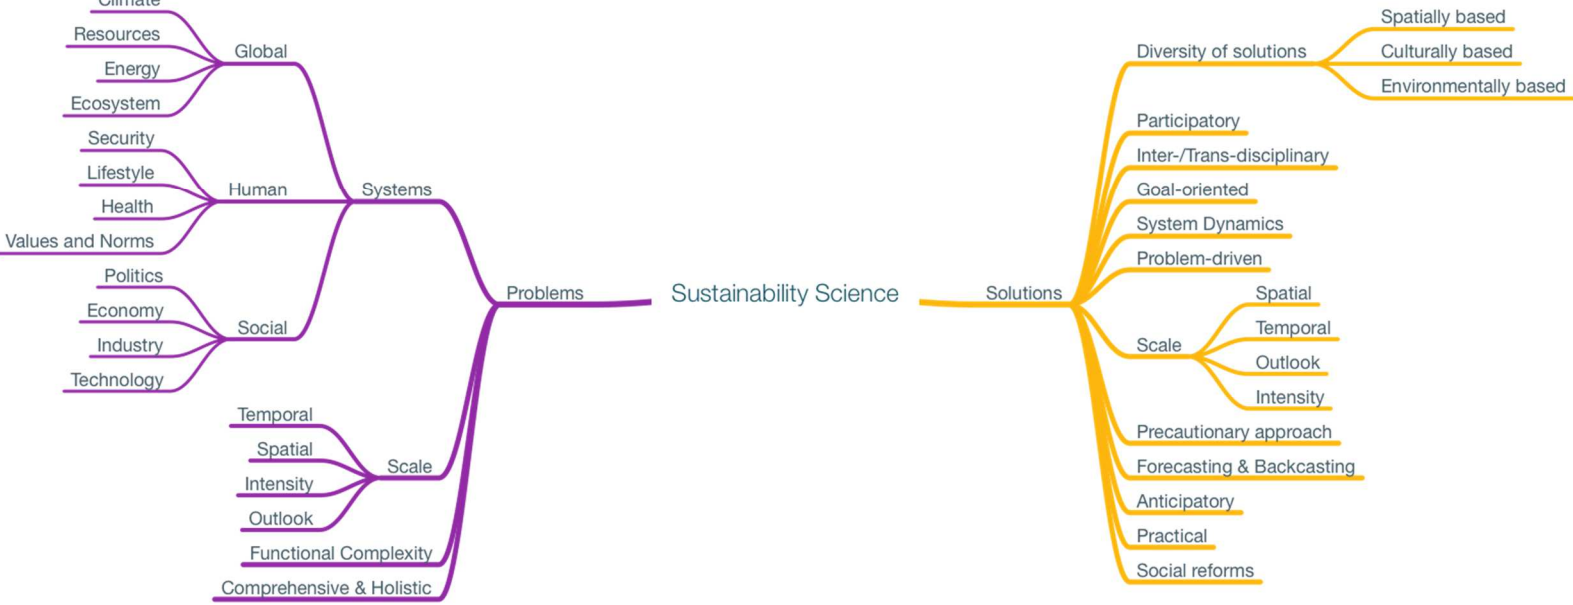 Climate
Resources
Energy
Ecosystem
Global
Security
Lifestyle
Health
Values and Norms
Human
Politics
Economy
Industry
Technology
Social
Systems
Temporal
Spatial
Intensity
Outlook
Scale
Functional Complexity
Comprehensive & Holistic
Problems
Sustainability Science
Solutions
Diversity of solutions
Spatially based
Culturally based
Environmentally based
Participatory
Inter-/Trans-disciplinary
Goal-oriented
System Dynamics
Problem-driven
Scale
Spatial
Temporal
Outlook
Intensity
Precautionary approach
Forecasting & Backcasting
Anticipatory
Practical
Social reforms